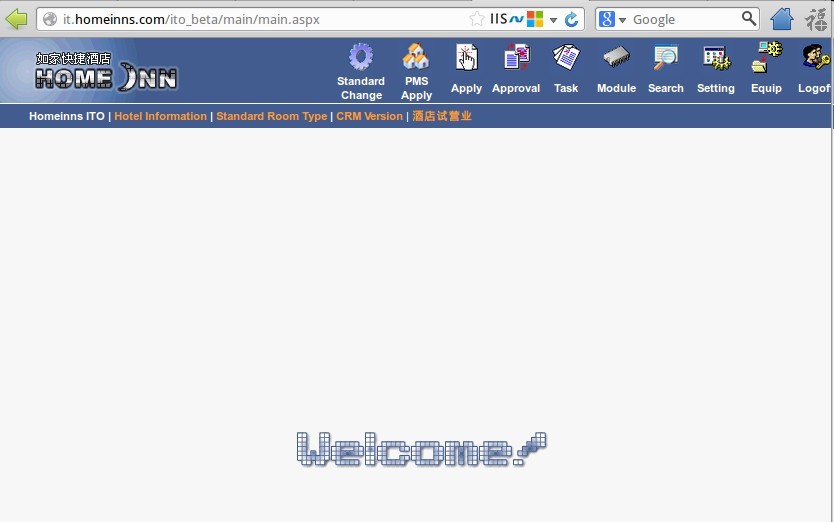 it.homeinns.com/ito_beta/main/main.aspx IIS Google 福
如家快捷酒店
HOME INN
Standard Change PMS Apply Apply Approval Task Module Search Setting Equip Logof
Homeinns ITO | Hotel Information | Standard Room Type | CRM Version | 酒店试营业
Welcome!